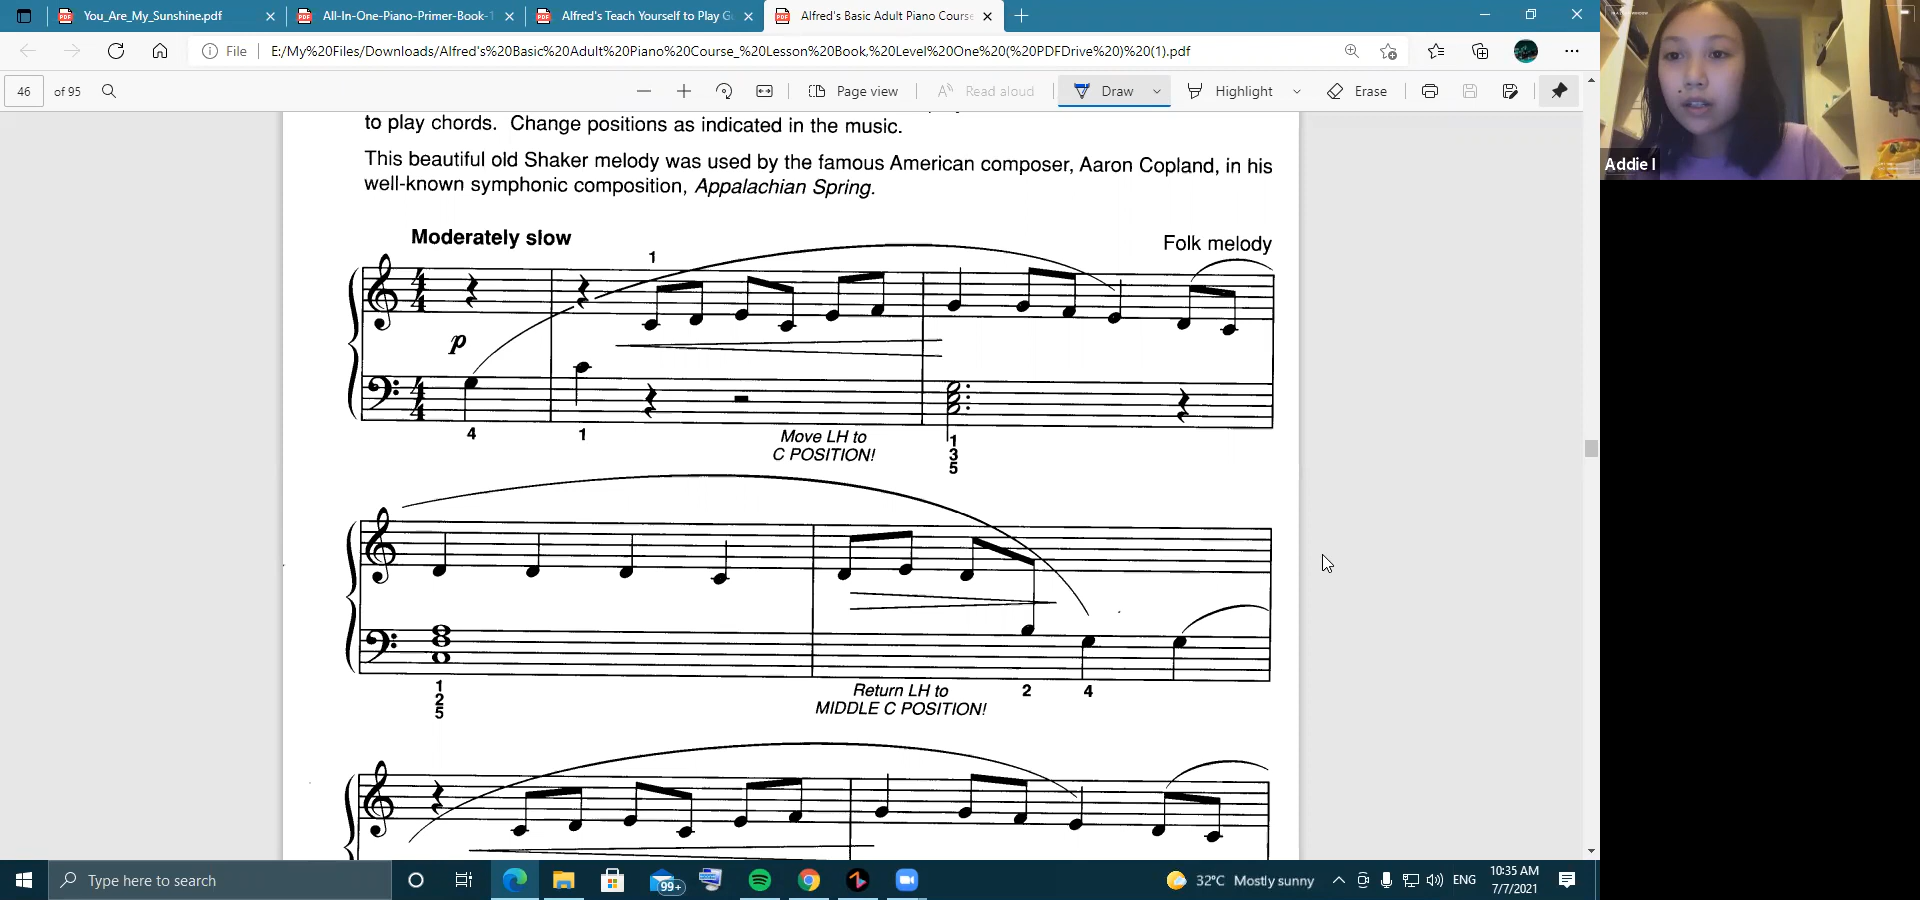 You_Are_My_Sunshine.pdf
All-In-One-Piano-Primer-Book-1
Alfred's Teach Yourself to Play G
Alfred's Basic Adult Piano Course
File
E:/My%20Files/Downloads/Alfred's%20Basic%20Adult%20Piano%20Course_%20Lesson%20Book,%20Level%20One%20(%20PDFDrive%20)%20(1).pdf
46 of 95
Page view
Read aloud
Draw
Highlight
Erase
Addie I
to play chords. Change positions as indicated in the music.
This beautiful old Shaker melody was used by the famous American composer, Aaron Copland, in his
well-known symphonic composition, Appalachian Spring.
Moderately slow
Folk melody
1
4
4
p
4
4
4
1
Move LH to
C POSITION!
1
3
5
1
2
5
Return LH to
MIDDLE C POSITION!
2
4
Type here to search
99+
32°C Mostly sunny
ENG
10:35 AM
7/7/2021